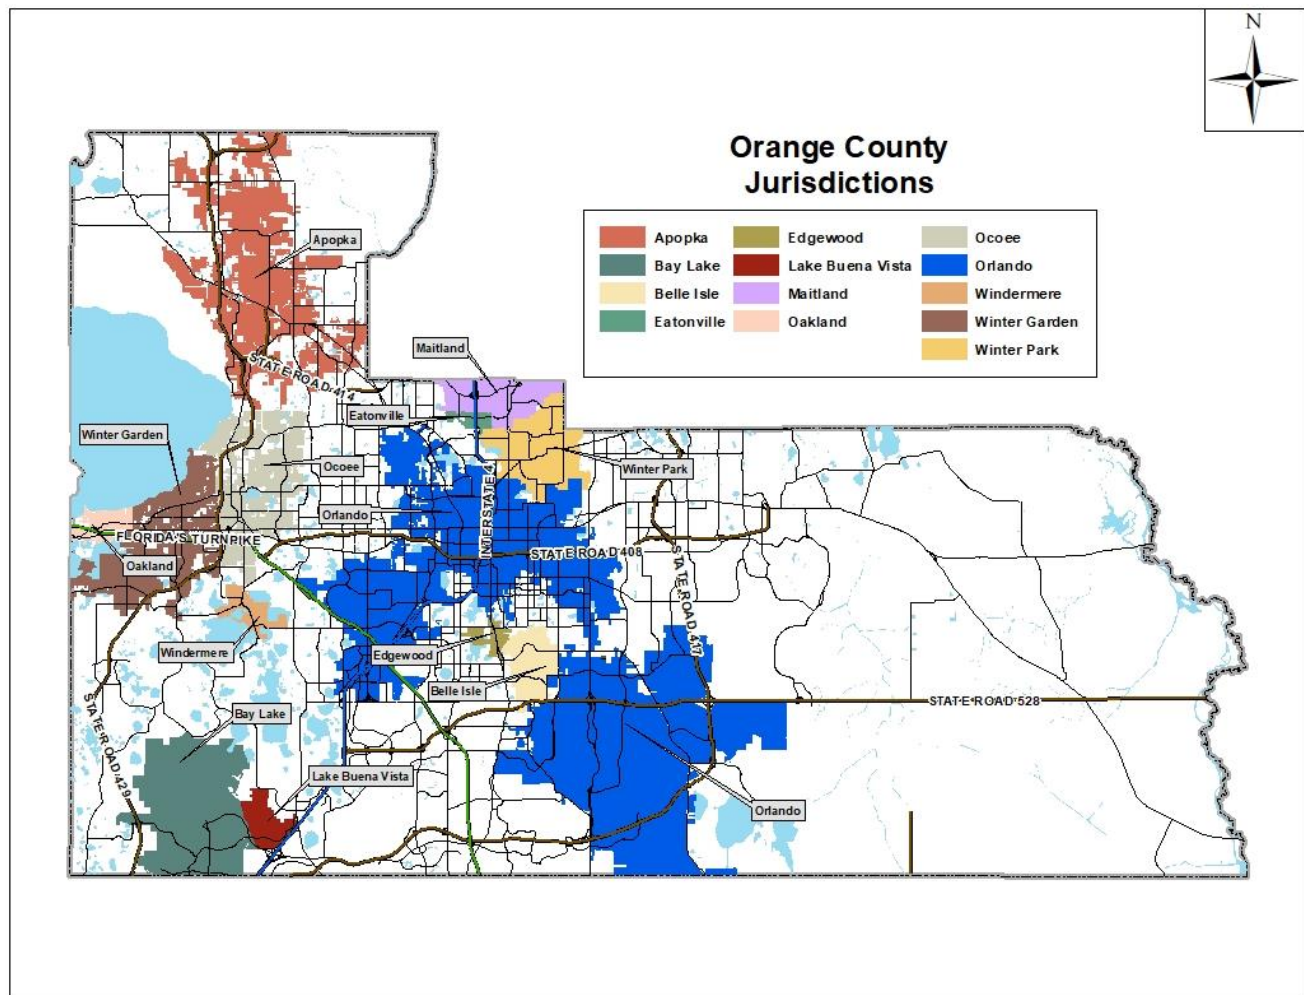 N
Orange County
Jurisdictions
Apopka
Edgewood
Ocoee
Bay Lake
Lake Buena Vista
Orlando
Belle Isle
Maitland
Windermere
Eatonville
Oakland
Winter Garden
Winter Park
Apopka
Maitland
STATE ROAD 414
Eatonville
Winter Garden
Ocoee
Winter Park
Orlando
INTERSTATE 4
FLORIDA'S TURNPIKE
STATE ROAD 408
STATE ROAD 417
Oakland
Windermere
Edgewood
Belle Isle
STATE ROAD 429
Bay Lake
STATE ROAD 528
Lake Buena Vista
Orlando